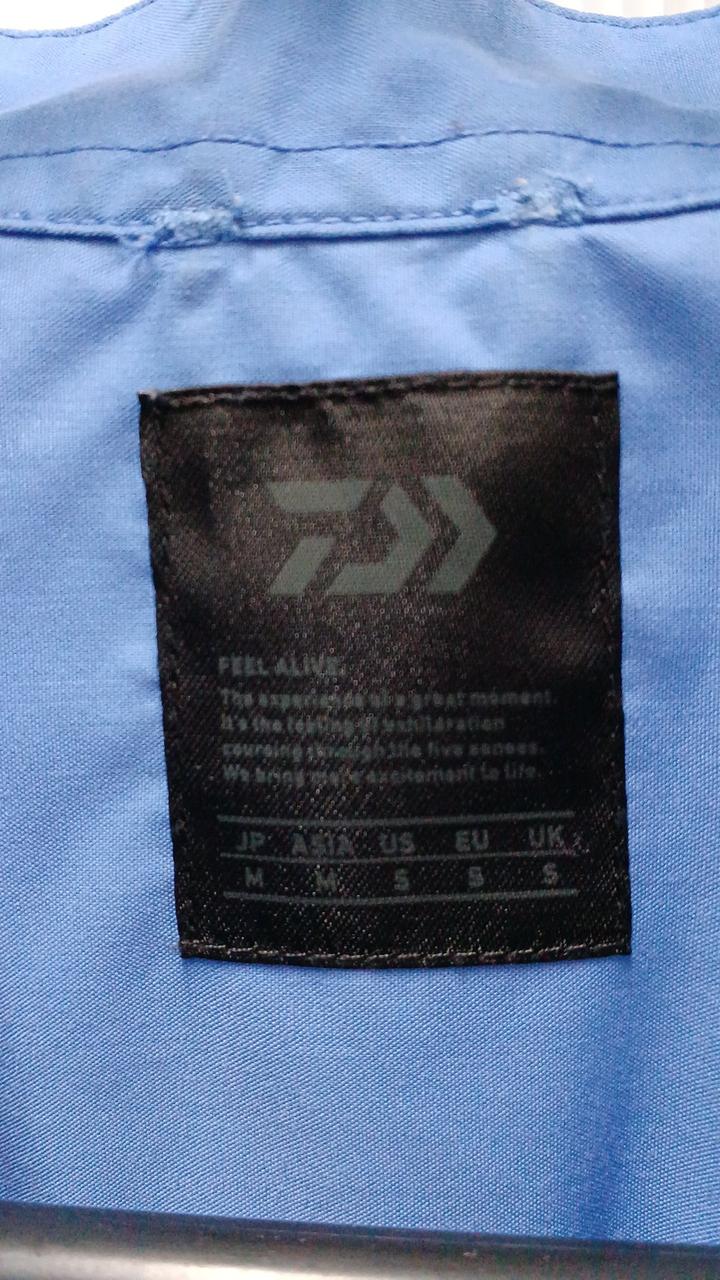 FEEL ALIVE.
The experience of a great moment.
It's the feeling of exhilaration
coursing through the five senses.
We bring more excitement to life.
JP ASIA US EU UK
M M S S S